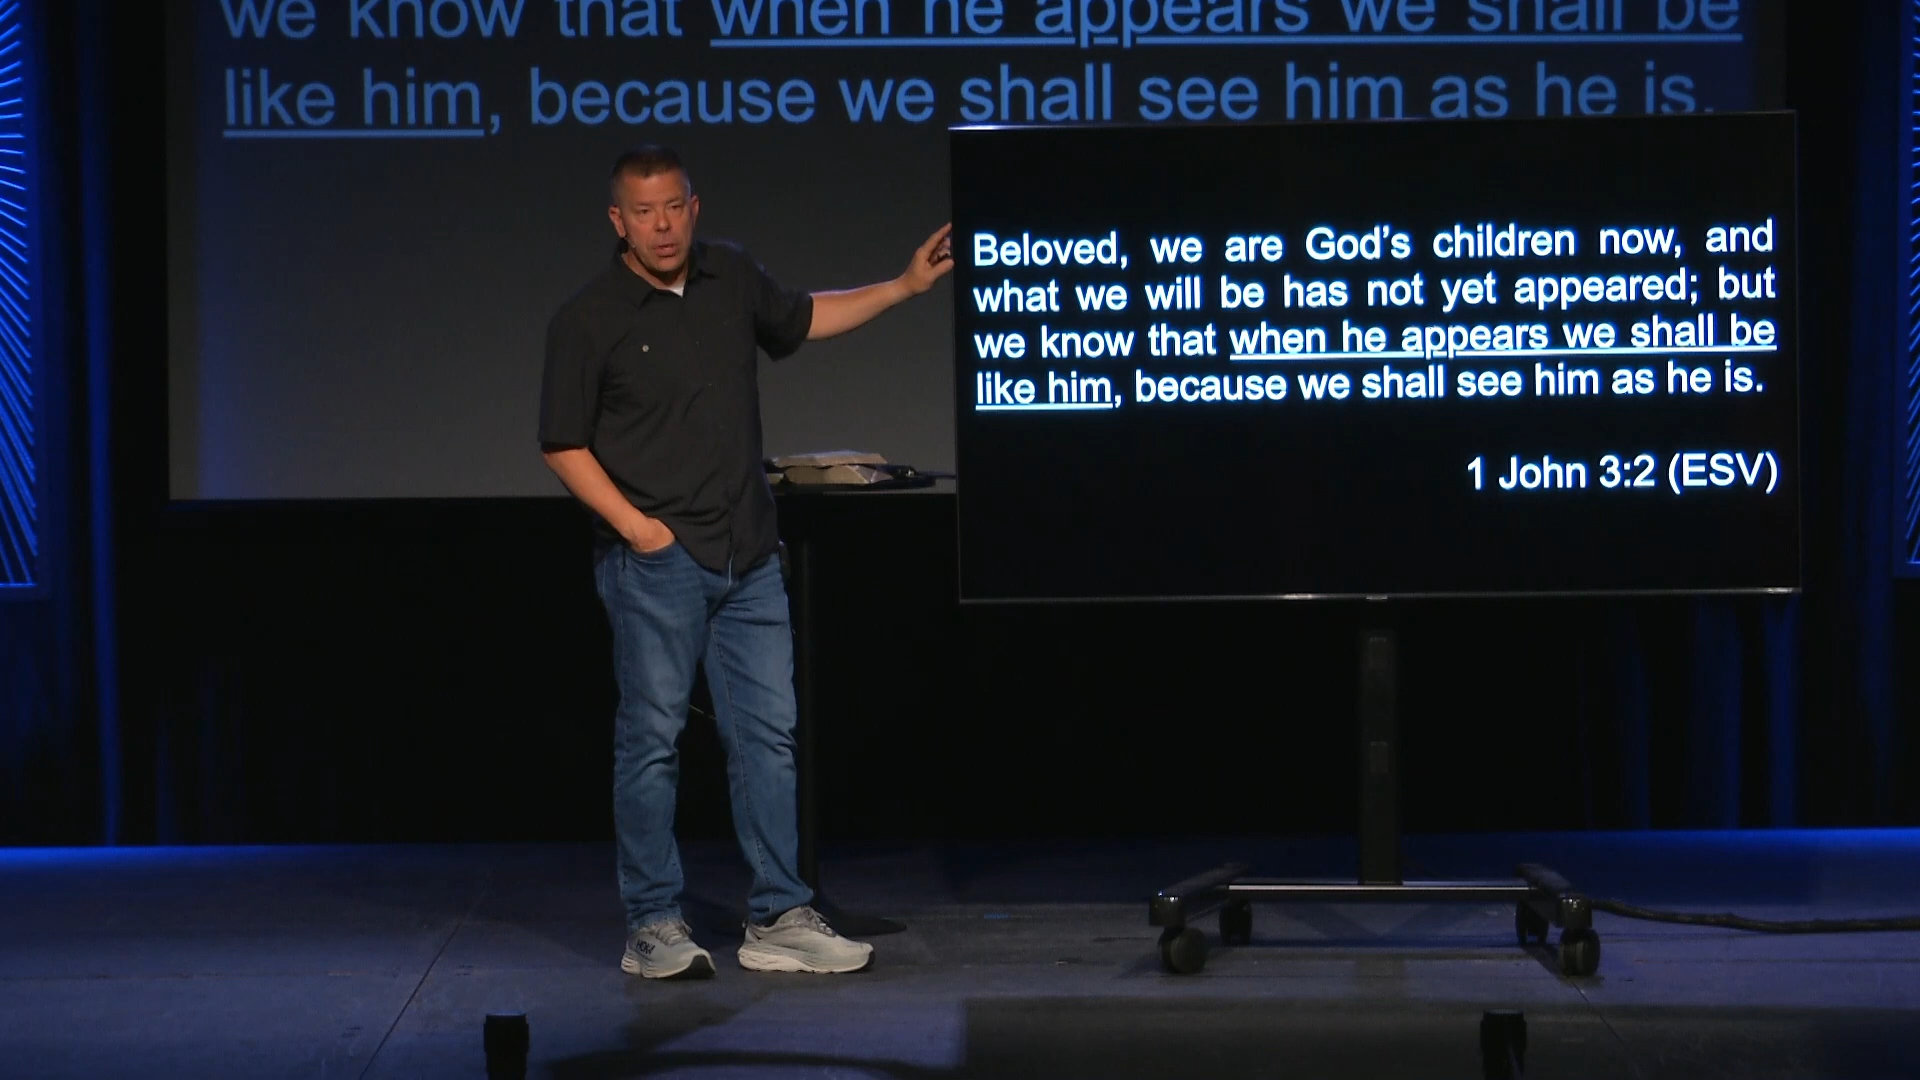 we know that when he appears we shall be
like him, because we shall see him as he is.
Beloved, we are God's children now, and
what we will be has not yet appeared; but
we know that when he appears we shall be
like him, because we shall see him as he is.
1 John 3:2 (ESV)
HOKA